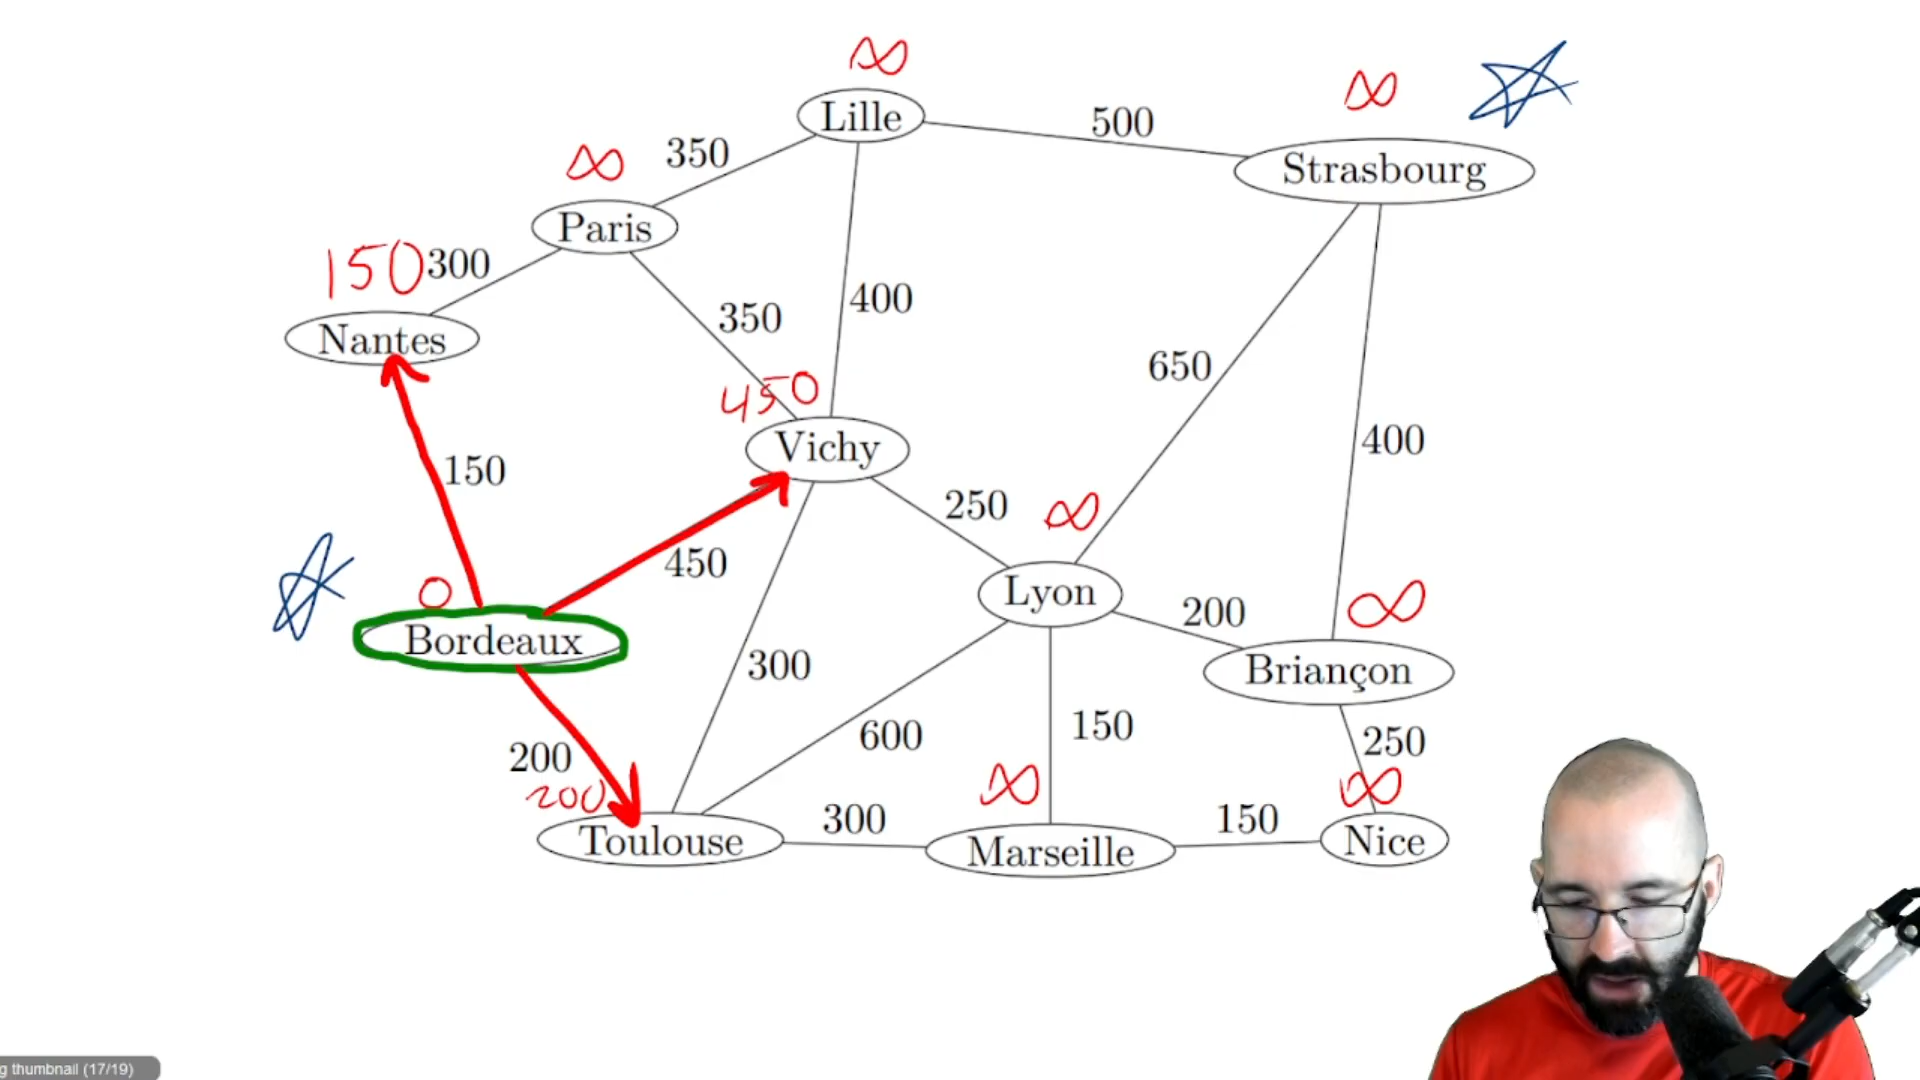 ∞
∞
Lille
500
Strasbourg
∞
350
Paris
150
300
Nantes
350
400
650
400
450
Vichy
150
250
∞
450
0
Bordeaux
Lyon
200
∞
Briançon
300
600
150
250
200
200
∞
∞
Toulouse
300
Marseille
150
Nice
g thumbnail (17/19)